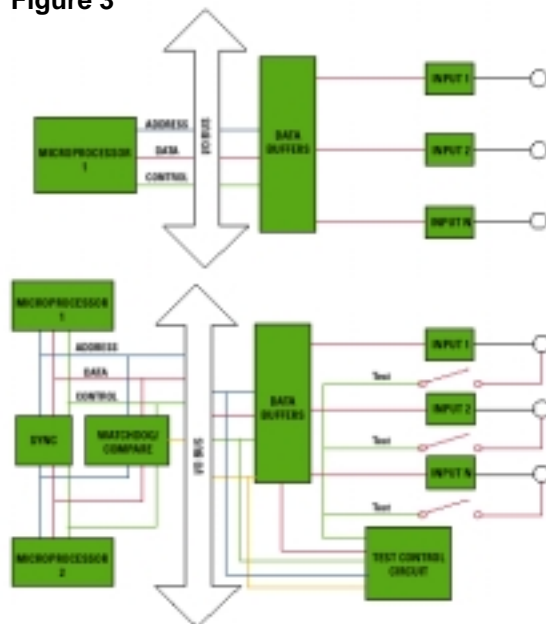 Figure 3
MICROPROCESSOR
1
ADDRESS
DATA
CONTROL
I/O BUS
DATA
BUFFERS
INPUT 1
INPUT 2
INPUT N
MICROPROCESSOR
1
ADDRESS
DATA
CONTROL
SYNC
WATCHDOG/
COMPARE
MICROPROCESSOR
2
I/O BUS
DATA
BUFFERS
INPUT 1
Test
INPUT 2
Test
INPUT N
Test
TEST CONTROL
CIRCUIT